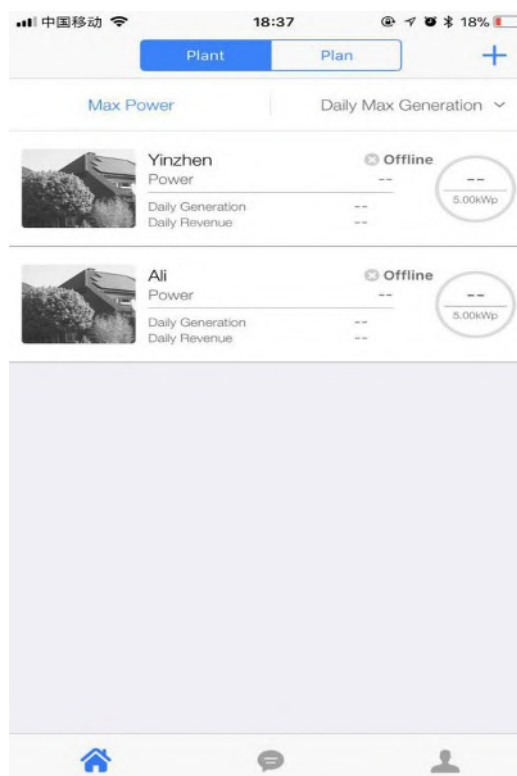 中国移动 18:37 18%
Plant Plan +
Max Power Daily Max Generation
Yinzhen Offline
Power -- --
5.00kWp
Daily Generation --
Daily Revenue --
Ali Offline
Power -- --
5.00kWp
Daily Generation --
Daily Revenue --